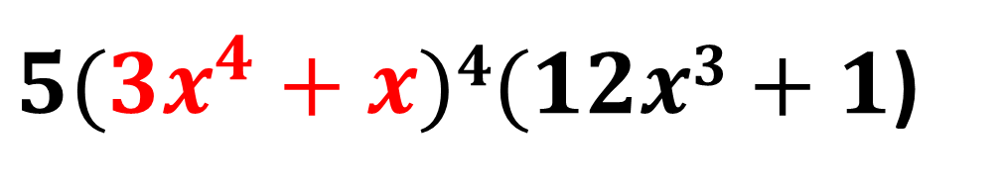 5(3x⁴ + x)⁴(12x³ + 1)